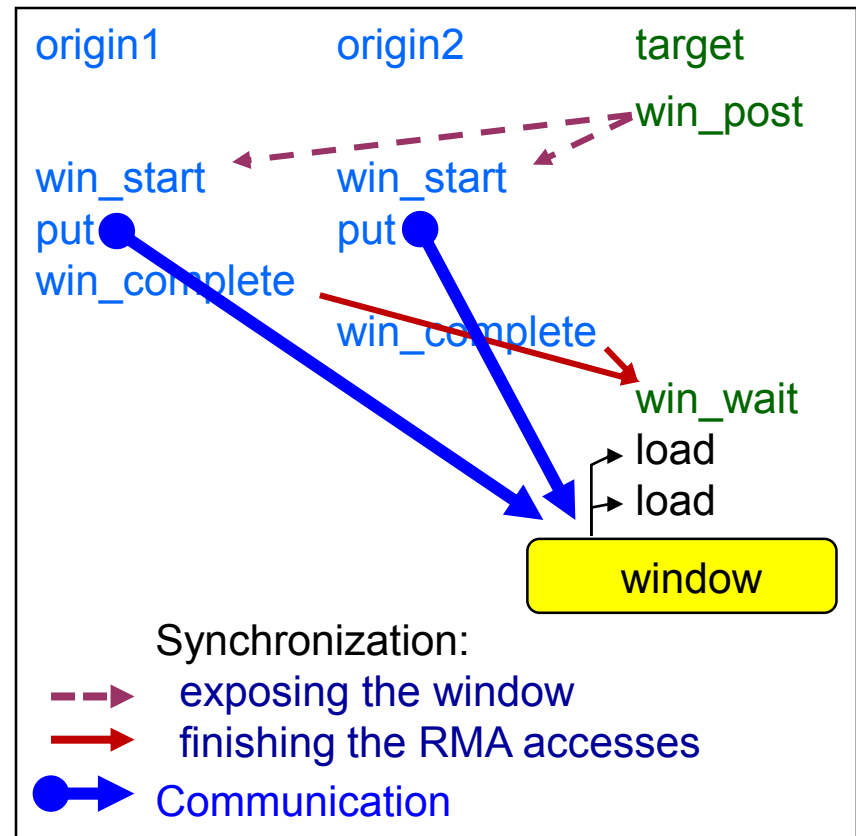 origin1 origin2 target
win_post
win_start win_start
put put
win_complete
win_complete
win_wait
load
load
window
Synchronization:
exposing the window
finishing the RMA accesses
Communication